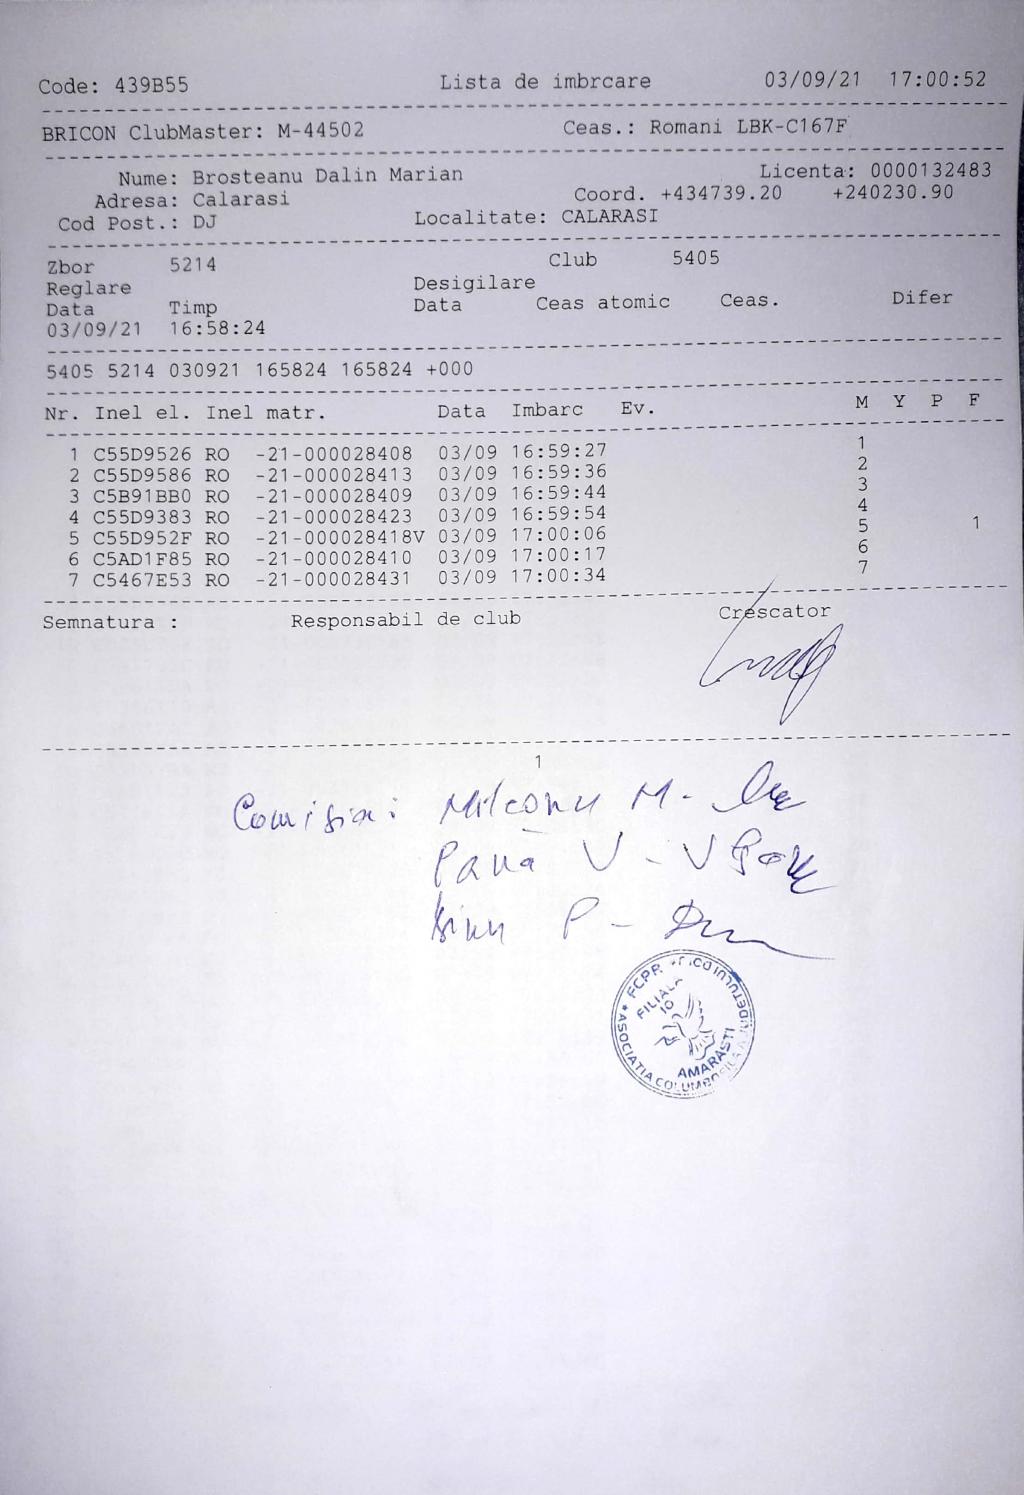 Code: 439B55 Lista de imbrcare 03/09/21 17:00:52
BRICON ClubMaster: M-44502 Ceas.: Romani LBK-C167F
Nume: Brosteanu Dalin Marian Licenta: 0000132483
Adresa: Calarasi Coord. +434739.20 +240230.90
Cod Post.: DJ Localitate: CALARASI
Zbor 5214 Club 5405
Reglare Desigilare
Data Timp Data Ceas atomic Ceas. Difer
03/09/21 16:58:24
5405 5214 030921 165824 165824 +000
Nr. Inel el. Inel matr. Data Imbarc Ev. M Y P F
1 C55D9526 RO -21-000028408 03/09 16:59:27 1
2 C55D9586 RO -21-000028413 03/09 16:59:36 2
3 C5B91BB0 RO -21-000028409 03/09 16:59:44 3
4 C55D9383 RO -21-000028423 03/09 16:59:54 4
5 C55D952F RO -21-000028418V 03/09 17:00:06 5 1
6 C5AD1F85 RO -21-000028410 03/09 17:00:17 6
7 C5467E53 RO -21-000028431 03/09 17:00:34 7
Semnatura : Responsabil de club Crescator
1
M.
Pană V -
P -
FCPR
FILIALA
10
AMARASTI
ASOCIATIA